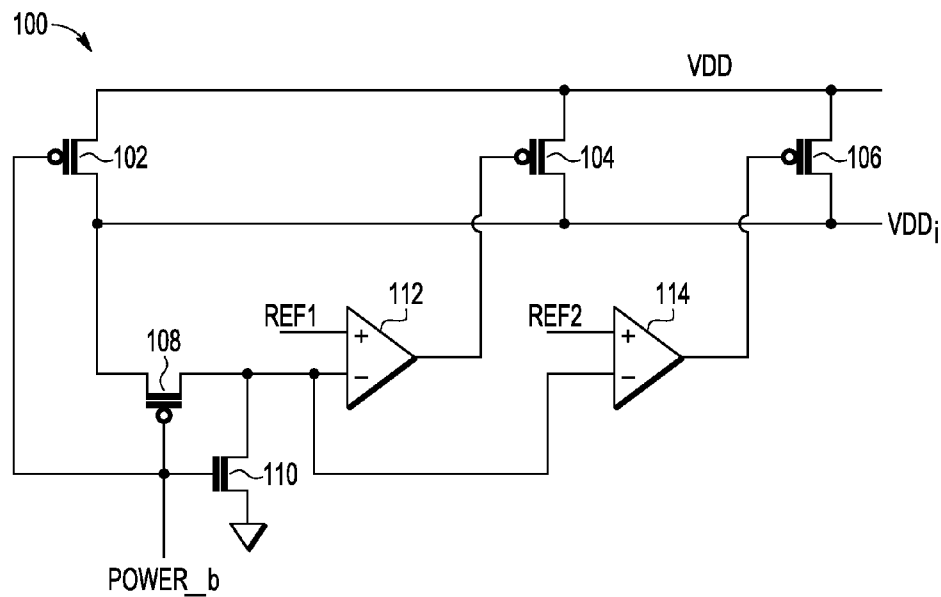 100
VDD
102
104
106
VDDi
REF1
112
REF2
114
+
+
108
−
−
110
POWER_b